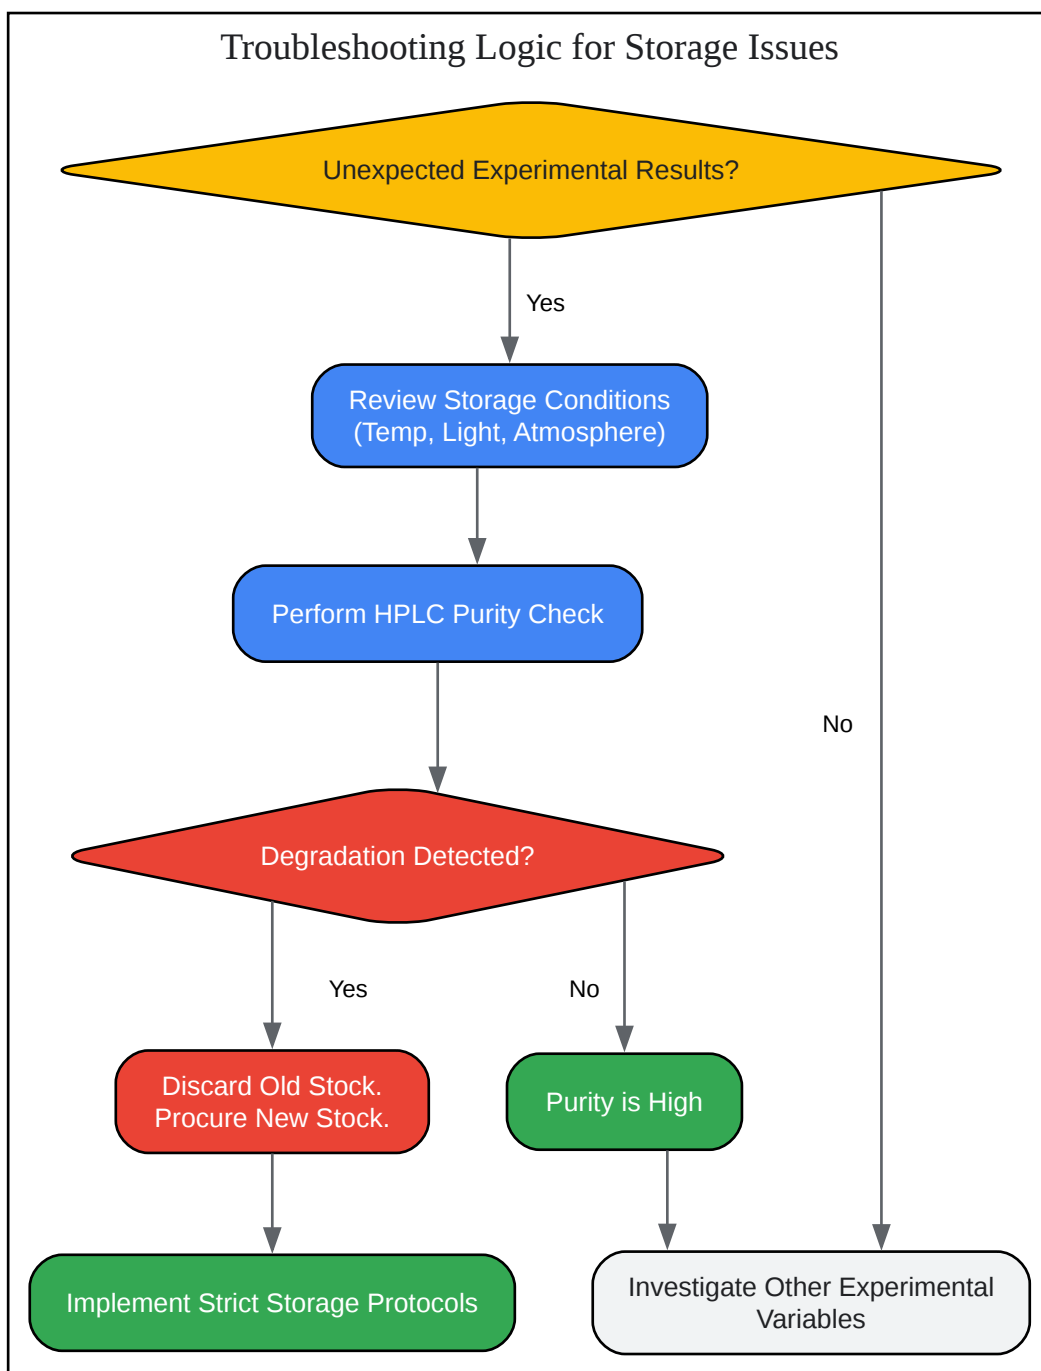 Troubleshooting Logic for Storage Issues
Unexpected Experimental Results?
Yes
Review Storage Conditions
(Temp, Light, Atmosphere)
Perform HPLC Purity Check
No
Degradation Detected?
Yes
No
Discard Old Stock.
Procure New Stock.
Purity is High
Implement Strict Storage Protocols
Investigate Other Experimental
Variables